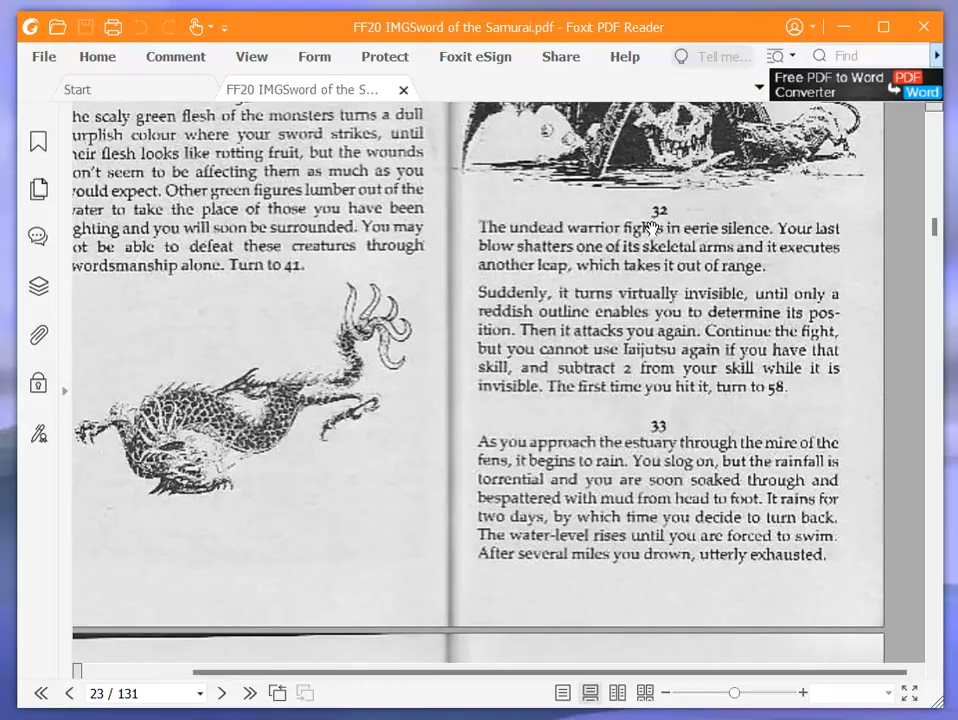 FF20 IMGSword of the Samurai.pdf - Foxit PDF Reader
File Home Comment View Form Protect Foxit eSign Share Help Tell me... Find
Start FF20 IMGSword of the S...
Free PDF to Word Converter PDF Word
he scaly green flesh of the monsters turns a dull
urplish colour where your sword strikes, until
heir flesh looks like rotting fruit, but the wounds
on't seem to be affecting them as much as you
ould expect. Other green figures lumber out of the
ater to take the place of those you have been
ghting and you will soon be surrounded. You may
ot be able to defeat these creatures through
wordsmanship alone. Turn to 41.
32
The undead warrior fights in eerie silence. Your last
blow shatters one of its skeletal arms and it executes
another leap, which takes it out of range.
Suddenly, it turns virtually invisible, until only a
reddish outline enables you to determine its pos-
ition. Then it attacks you again. Continue the fight,
but you cannot use Iaijutsu again if you have that
skill, and subtract 2 from your skill while it is
invisible. The first time you hit it, turn to 58.
33
As you approach the estuary through the mire of the
fens, it begins to rain. You slog on, but the rainfall is
torrential and you are soon soaked through and
bespattered with mud from head to foot. It rains for
two days, by which time you decide to turn back.
The water-level rises until you are forced to swim.
After several miles you drown, utterly exhausted.
23 / 131